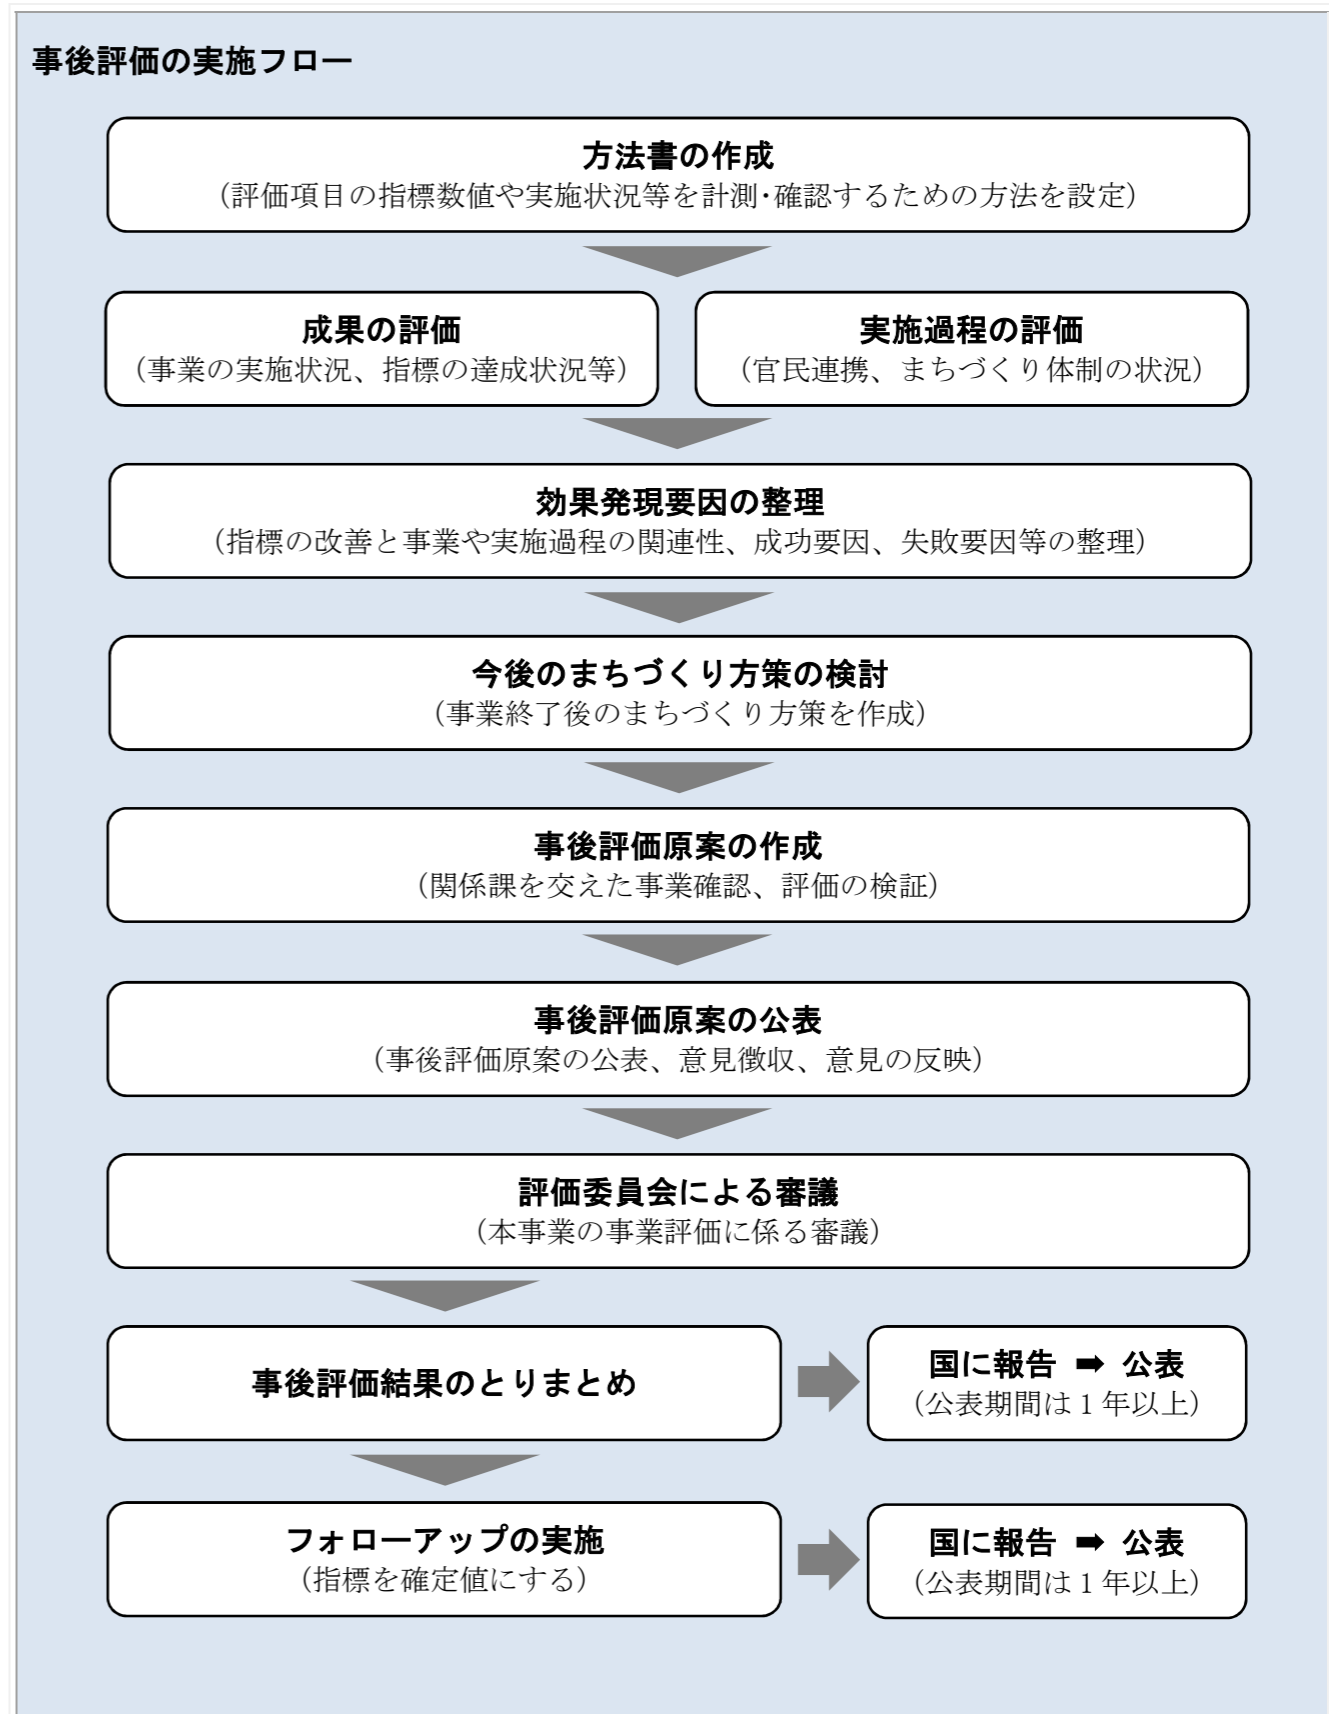 事後評価の実施フロー
方法書の作成
（評価項目の指標数値や実施状況等を計測・確認するための方法を設定）
成果の評価
（事業の実施状況、指標の達成状況等）
実施過程の評価
（官民連携、まちづくり体制の状況）
効果発現要因の整理
（指標の改善と事業や実施過程の関連性、成功要因、失敗要因等の整理）
今後のまちづくり方策の検討
（事業終了後のまちづくり方策を作成）
事後評価原案の作成
（関係課を交えた事業確認、評価の検証）
事後評価原案の公表
（事後評価原案の公表、意見徴収、意見の反映）
評価委員会による審議
（本事業の事業評価に係る審議）
事後評価結果のとりまとめ
国に報告 ➡ 公表
（公表期間は１年以上）
フォローアップの実施
（指標を確定値にする）
国に報告 ➡ 公表
（公表期間は１年以上）